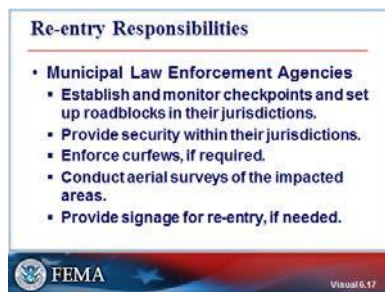 Re-entry Responsibilities
• Municipal Law Enforcement Agencies
▪ Establish and monitor checkpoints and set
up roadblocks in their jurisdictions.
▪ Provide security within their jurisdictions.
▪ Enforce curfews, if required.
▪ Conduct aerial surveys of the impacted
areas.
▪ Provide signage for re-entry, if needed.
FEMA
Visual 6.17